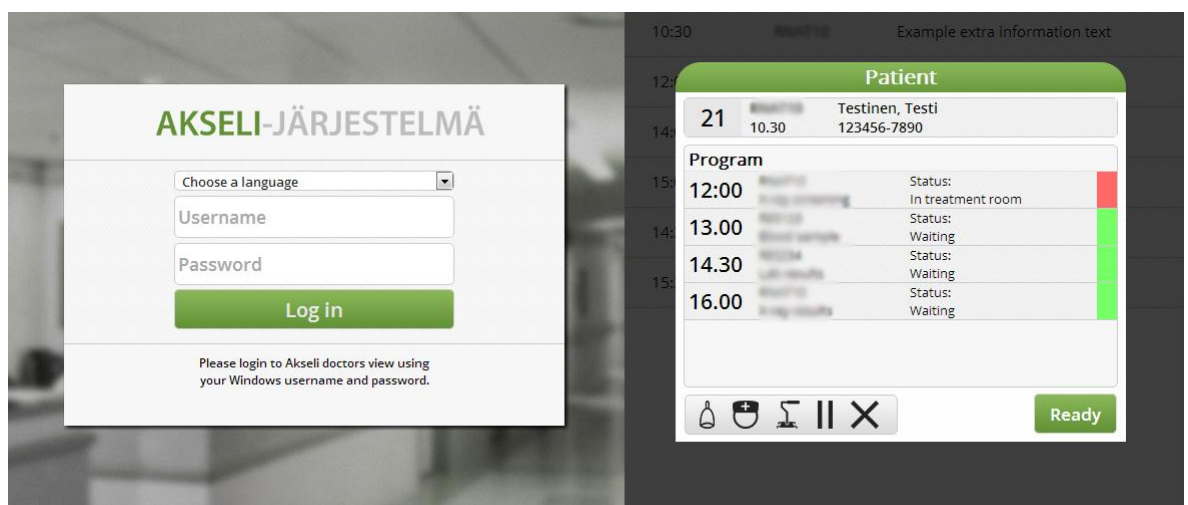 AKSELI-JÄRJESTELMÄ
Choose a language
Username
Password
Log in
Please login to Akseli doctors view using
your Windows username and password.
10:30 Example extra information text
12:
14:
15:
14:
15:
Patient
21 Testinen, Testi
10.30 123456-7890
Program
12:00 Status:
In treatment room
13.00 Status:
Waiting
14.30 Status:
Waiting
16.00 Status:
Waiting
Ready